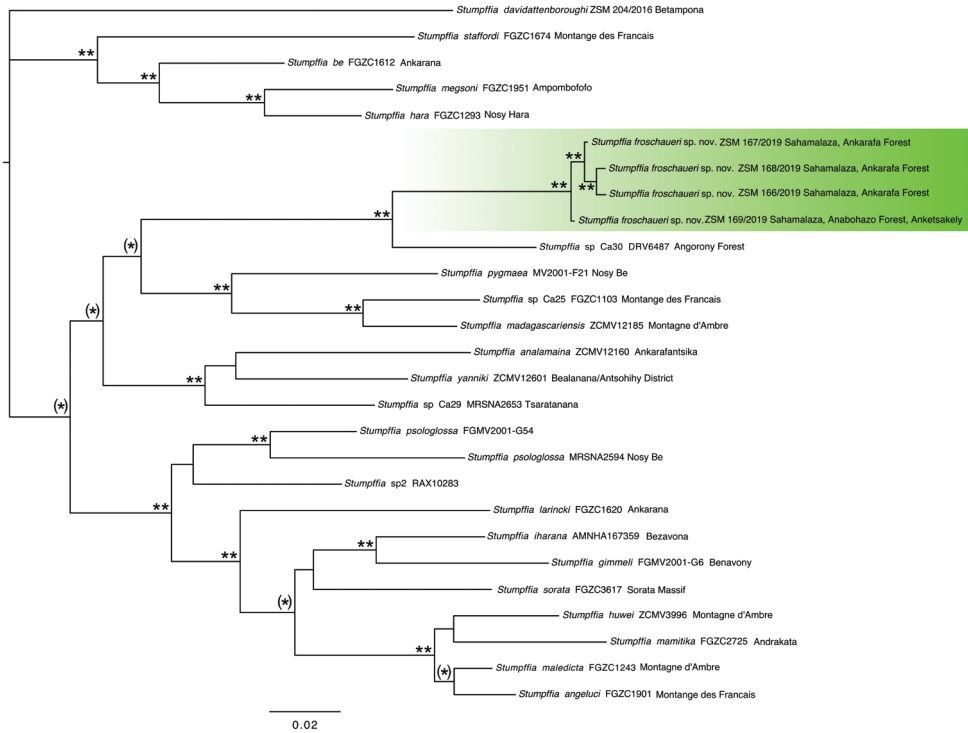 Stumpffia davidattenboroughi ZSM 204/2016 Betampona
Stumpffia staffordi FGZC1674 Montange des Francais
**
Stumpffia be FGZC1612 Ankarana
**
Stumpffia megsoni FGZC1951 Ampombofofo
**
Stumpffia hara FGZC1293 Nosy Hara
Stumpffia froschaueri sp. nov. ZSM 167/2019 Sahamalaza, Ankarafa Forest
**
Stumpffia froschaueri sp. nov. ZSM 168/2019 Sahamalaza, Ankarafa Forest
** **
Stumpffia froschaueri sp. nov. ZSM 166/2019 Sahamalaza, Ankarafa Forest
**
Stumpffia froschaueri sp. nov. ZSM 169/2019 Sahamalaza, Anabohazo Forest, Anketsakely
(*)
Stumpffia sp Ca30 DRV6487 Angorony Forest
Stumpffia pygmaea MV2001-F21 Nosy Be
**
Stumpffia sp Ca25 FGZC1103 Montange des Francais
(*) **
Stumpffia madagascariensis ZCMV12185 Montagne d'Ambre
Stumpffia analamaina ZCMV12160 Ankarafantsika
**
Stumpffia yanniki ZCMV12601 Bealanana/Antsohihy District
(*)
Stumpffia sp Ca29 MRSNA2653 Tsaratanana
Stumpffia psologlossa FGMV2001-G54
**
Stumpffia psologlossa MRSNA2594 Nosy Be
Stumpffia sp2 RAX10283
**
Stumpffia larincki FGZC1620 Ankarana
Stumpffia iharana AMNHA167359 Bezavona
** **
Stumpffia gimmeli FGMV2001-G6 Benavony
Stumpffia sorata FGZC3617 Sorata Massif
(*)
Stumpffia huwei ZCMV3996 Montagne d'Ambre
Stumpffia mamitika FGZC2725 Andrakata
**
Stumpffia maledicta FGZC1243 Montagne d'Ambre
(*)
Stumpffia angeluci FGZC1901 Montange des Francais
0.02